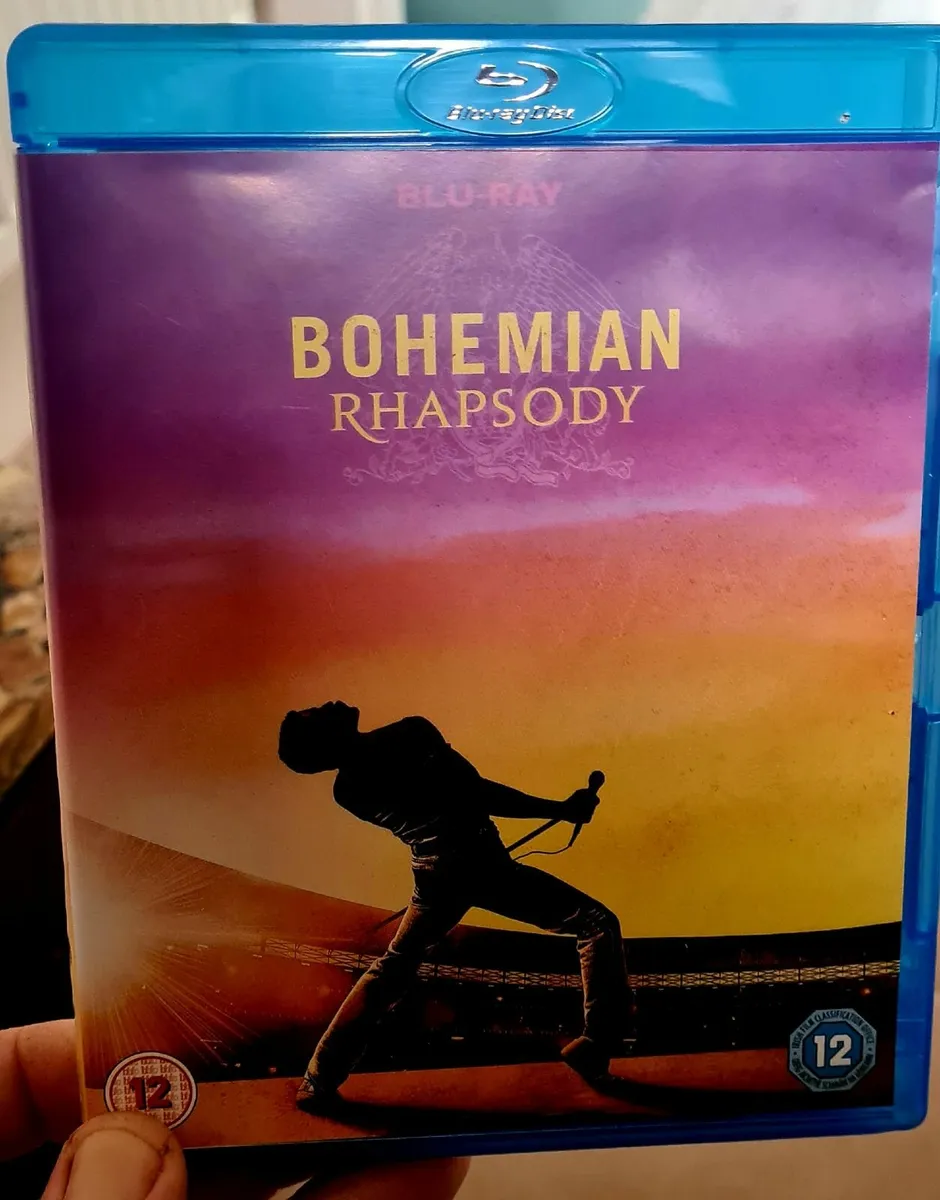 Blu-ray Disc
BLU-RAY
BOHEMIAN
RHAPSODY
12
12